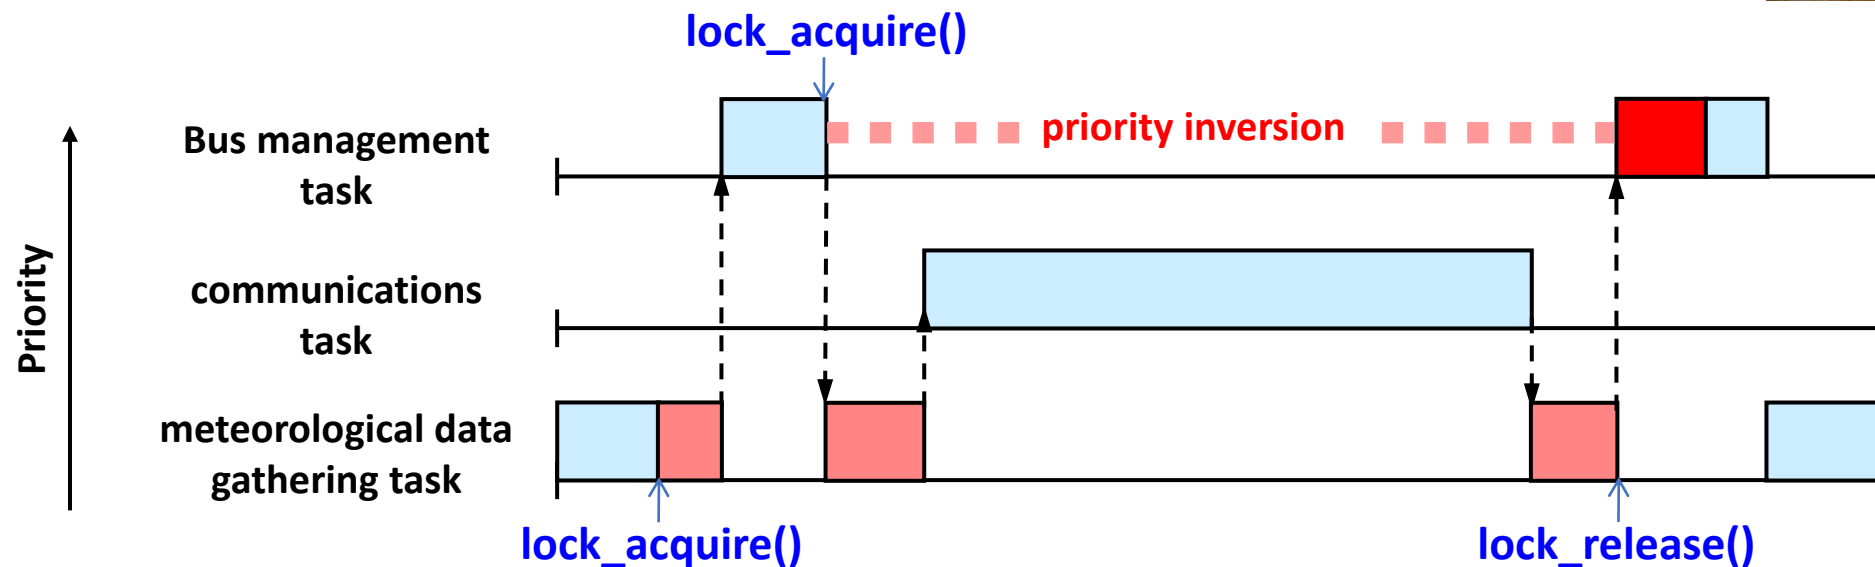 lock_acquire()
Bus management
task
priority inversion
communications
task
Priority
meteorological data
gathering task
lock_acquire()
lock_release()